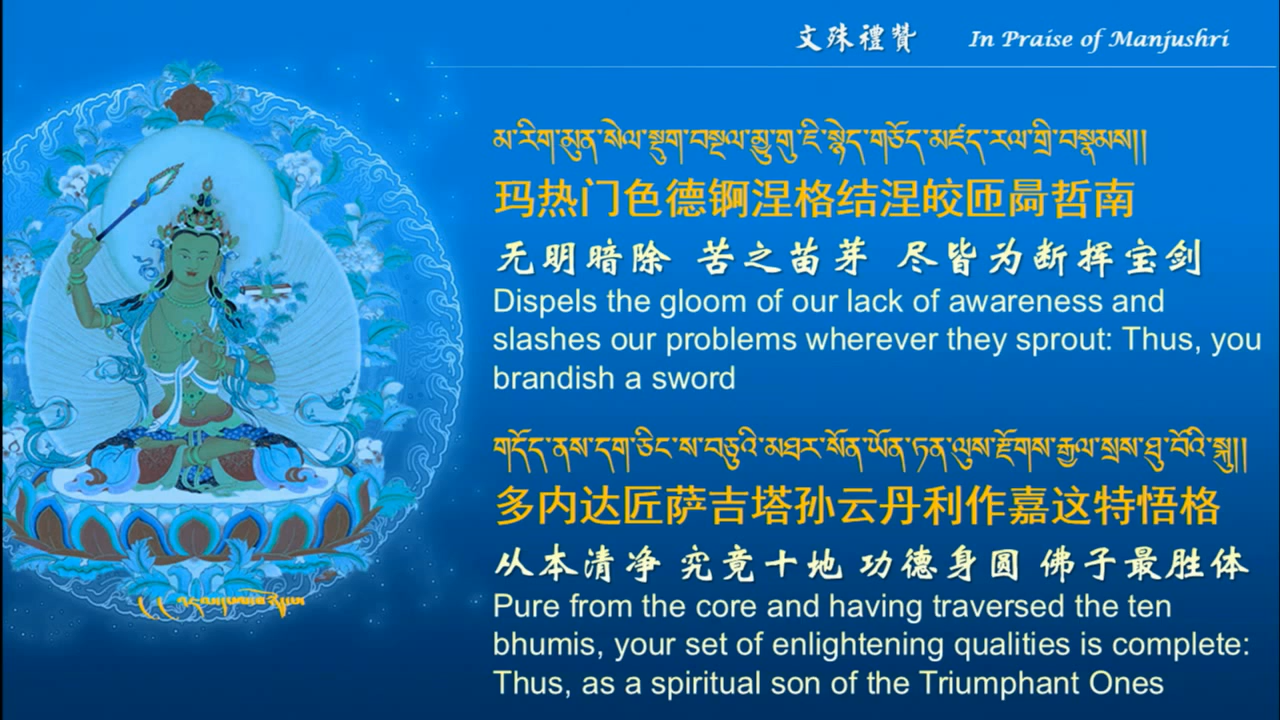 文殊禮贊 In Praise of Manjushri
མ་རིག་མུན་སེལ་སྡུག་བསྔལ་མྱུ་གུ་ཇི་སྙེད་གཅོད་མཛད་རལ་གྲི་བསྣམས།།
玛热门色德锕涅格结涅皎匝局哲南
无明暗除 苦之苗芽 尽皆为断挥宝剑
Dispels the gloom of our lack of awareness and
slashes our problems wherever they sprout: Thus, you
brandish a sword
གདོད་ནས་དག་ཅིང་ས་བཅུའི་མཐར་སོན་ཡོན་ཏན་ལུས་རྫོགས་རྒྱལ་སྲས་ཐུ་བོའི་སྐུ།།
多内达匠萨吉塔孙云丹利作嘉这特悟格
从本清净 究竟十地 功德身圆 佛子最胜体
Pure from the core and having traversed the ten
bhumis, your set of enlightening qualities is complete:
Thus, as a spiritual son of the Triumphant Ones